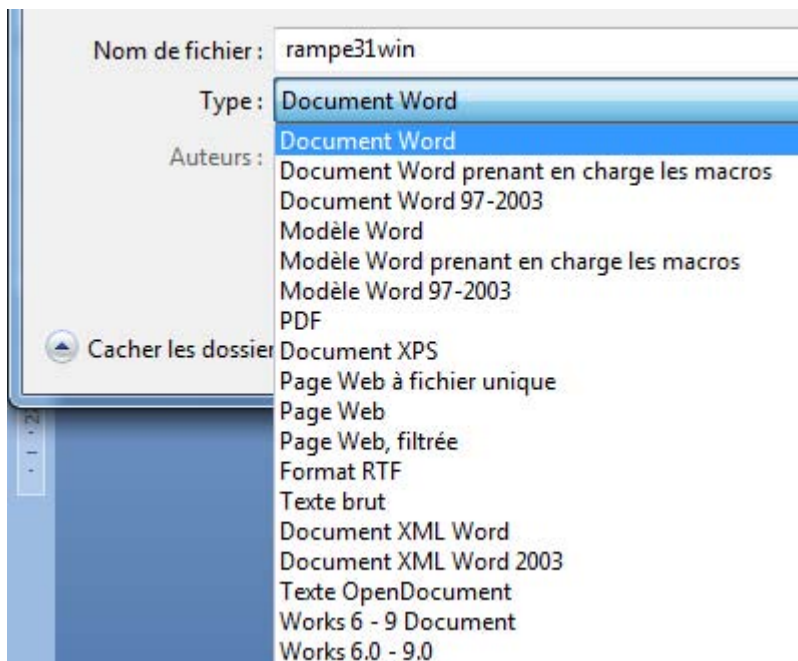 Nom de fichier : rampe31win
Type : Document Word
Auteurs :
Document Word
Document Word prenant en charge les macros
Document Word 97-2003
Modèle Word
Modèle Word prenant en charge les macros
Modèle Word 97-2003
PDF
Cacher les dossier
Document XPS
Page Web à fichier unique
Page Web
Page Web, filtrée
Format RTF
Texte brut
Document XML Word
Document XML Word 2003
Texte OpenDocument
Works 6 - 9 Document
Works 6.0 - 9.0